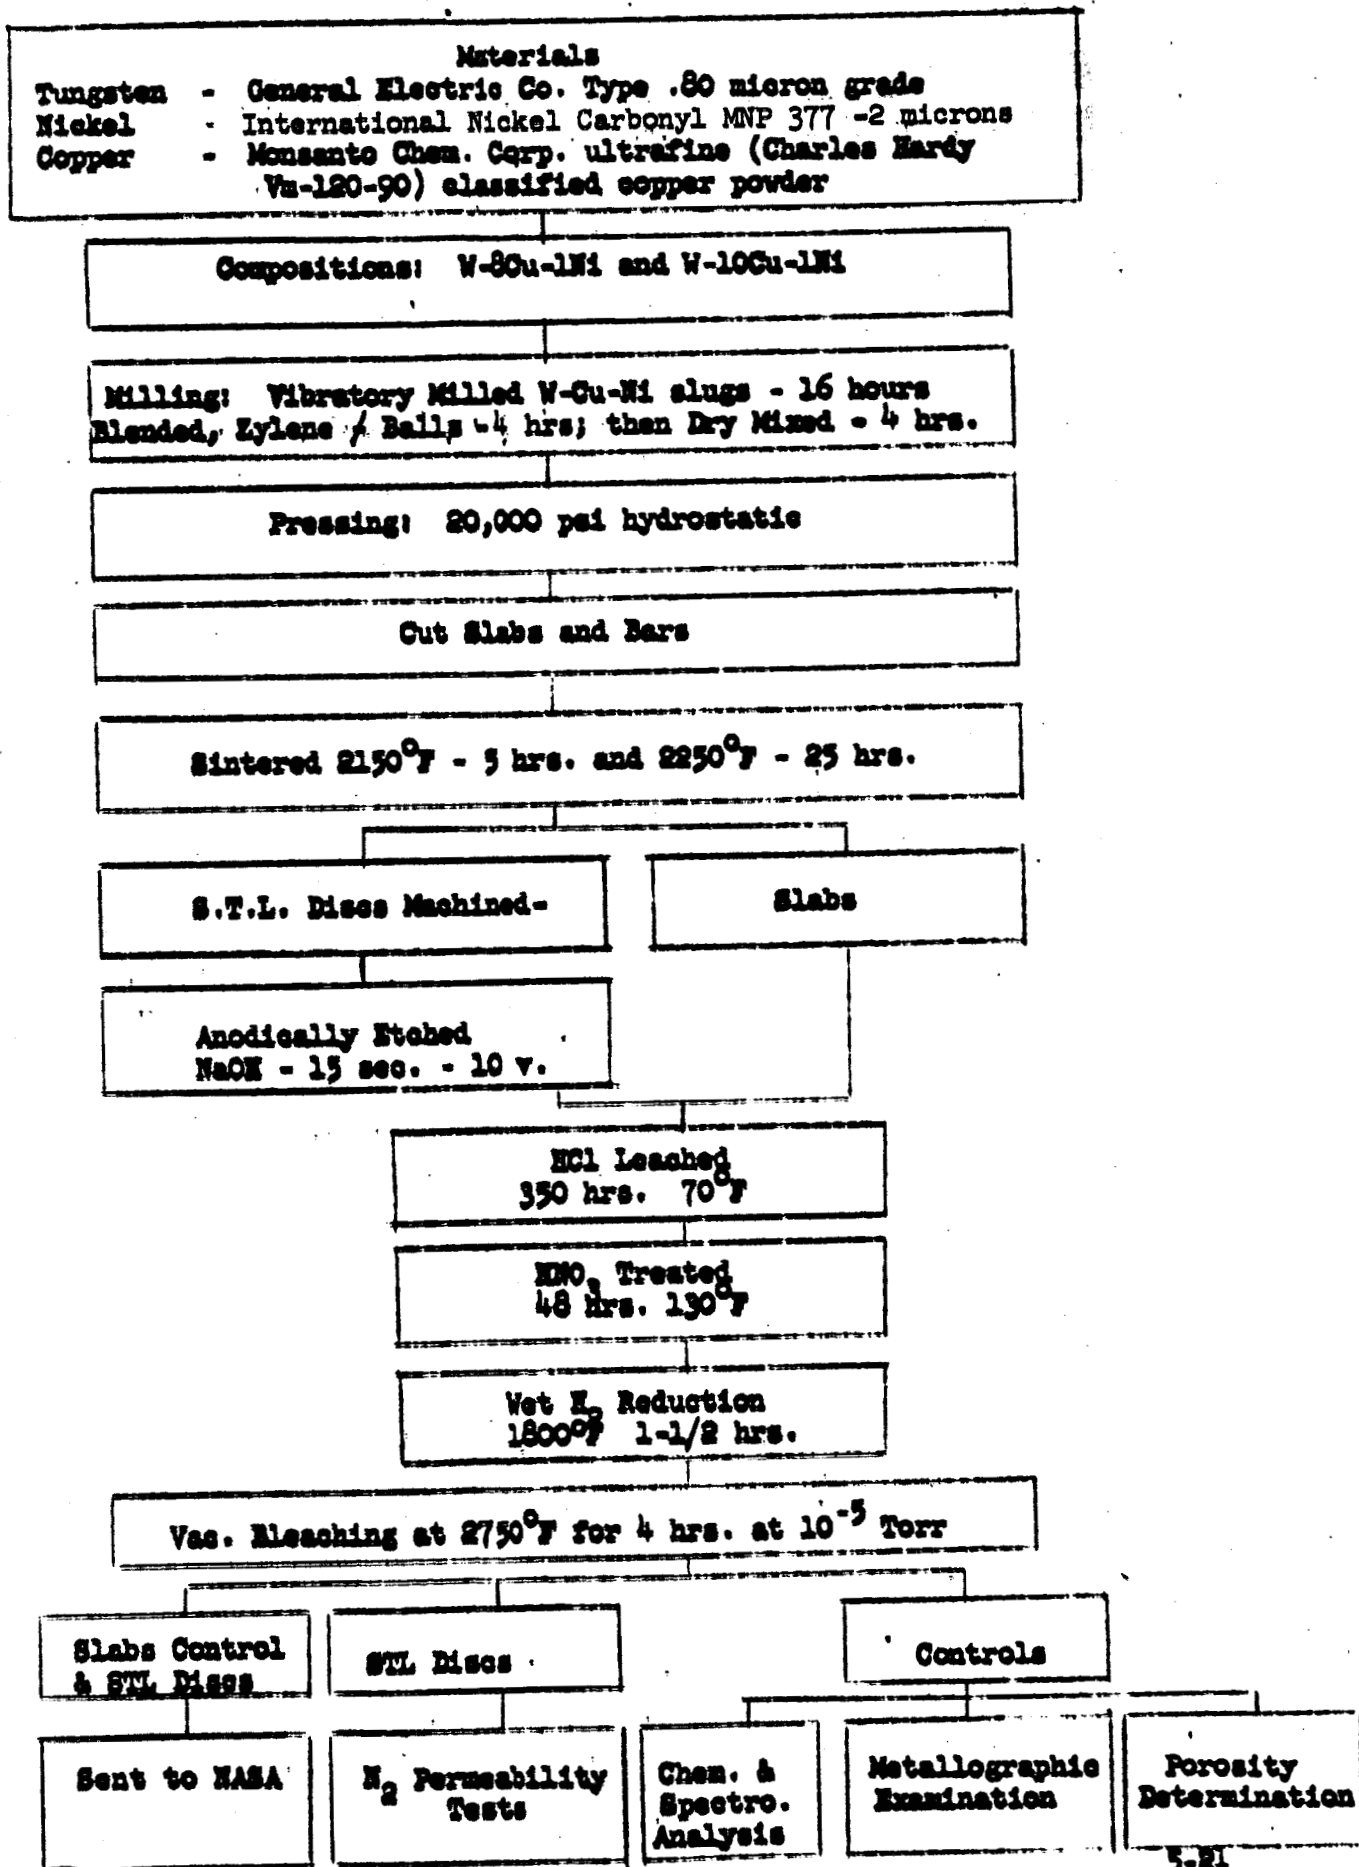 Materials
Tungsten - General Electric Co. Type .80 micron grade
Nickel - International Nickel Carbonyl MNP 377 -2 microns
Copper - Monsanto Chem. Corp. ultrafine (Charles Hardy
Vm-120-90) classified copper powder
Compositions: W-8Cu-1Ni and W-10Cu-1Ni
Milling: Vibratory Milled W-Cu-Ni slugs - 16 hours
Blended, Zylene / Balls - 4 hrs; then Dry Mixed - 4 hrs.
Pressing: 20,000 psi hydrostatic
Cut Slabs and Bars
Sintered 2150°F - 5 hrs. and 2250°F - 25 hrs.
S.T.L. Discs Machined-
Slabs
Anodically Etched
NaOH - 15 sec. - 10 v.
HCl Leached
350 hrs. 70°F
HNO3 Treated
48 Hrs. 130°F
Wet H2 Reduction
1800°F 1-1/2 hrs.
Vac. Bleaching at 2750°F for 4 hrs. at 10-5 Torr
Slabs Control
& STL Discs
STL Discs
Controls
Sent to NASA
N2 Permeability
Tests
Chem. &
Spectro.
Analysis
Metallographic
Examination
Porosity
Determination
5-21